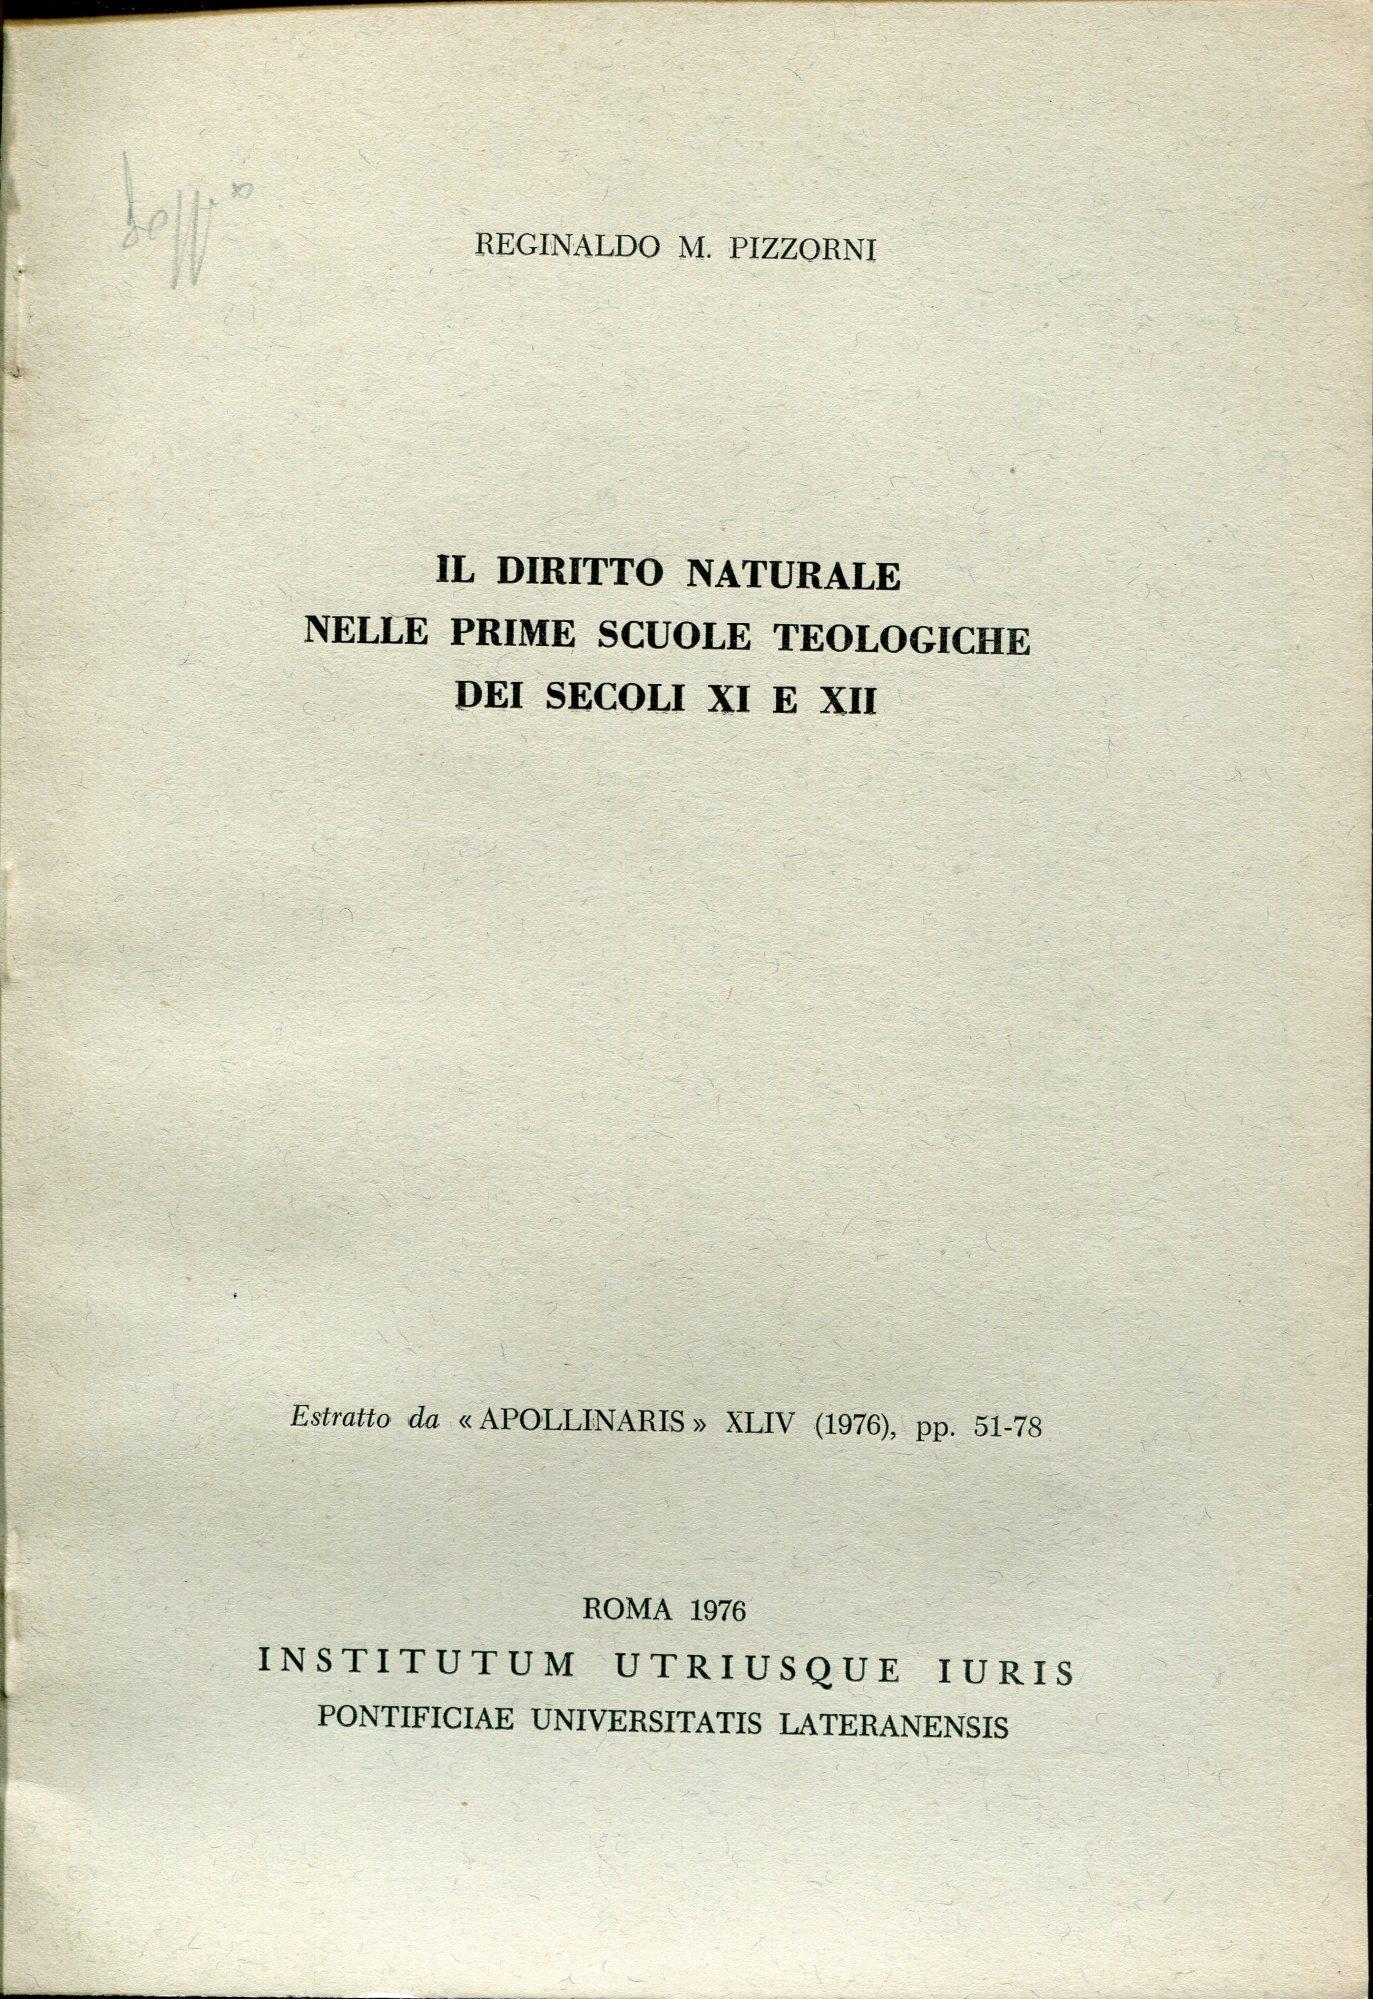 REGINALDO M. PIZZORNI
IL DIRITTO NATURALE
NELLE PRIME SCUOLE TEOLOGICHE
DEI SECOLI XI E XII
Estratto da « APOLLINARIS » XLIV (1976), pp. 51-78
ROMA 1976
INSTITUTUM UTRIUSQUE IURIS
PONTIFICIAE UNIVERSITATIS LATERANENSIS